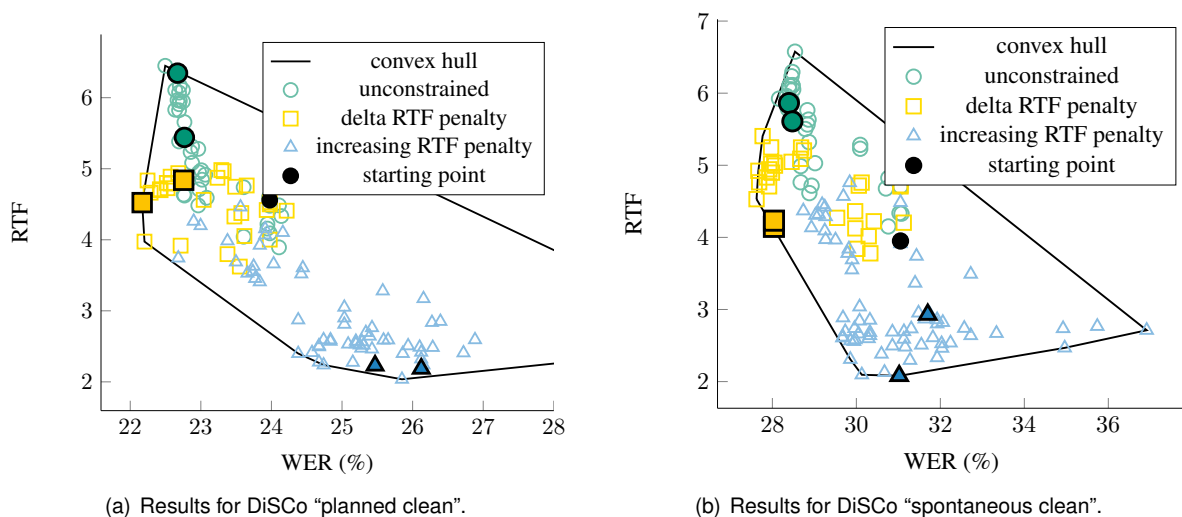 convex hull
unconstrained
delta RTF penalty
increasing RTF penalty
starting point
6
5
4
3
2
RTF
22 23 24 25 26 27 28
WER (%)
(a) Results for DiSCo “planned clean”.
7
convex hull
unconstrained
delta RTF penalty
increasing RTF penalty
starting point
6
5
4
3
2
RTF
28 30 32 34 36
WER (%)
(b) Results for DiSCo “spontaneous clean”.